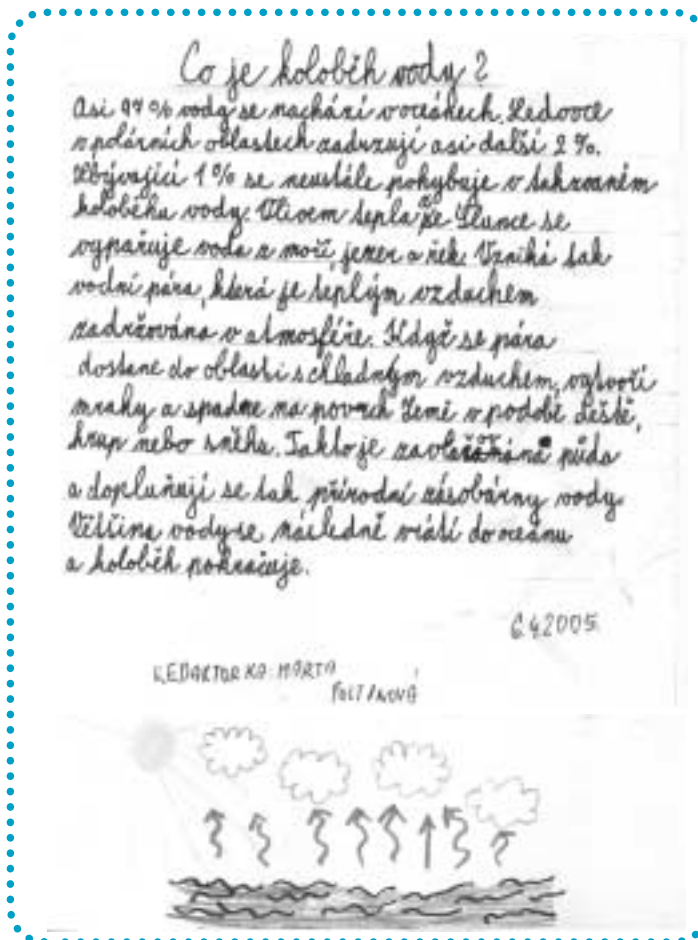 Co je koloběh vody?
Asi 97% vody se nachází v oceánech. Ledovce
v polárních oblastech zadrzují asi další 2%.
Zbývající 1% se neustále pohybuje v takzvaném
koloběhu vody. Vlivem tepla ze Slunce se
vypařuje voda z moří, jezer a řek. Vzniká tak
vodní pára, která je teplým vzduchem
zadržována v atmosféře. Když se pára
dostane do oblasti s chladným vzduchem, vytvoří
mraky a spadne na povrch Země v podobě deště,
krup nebo sněhu. Takto je půda
a doplňují se tak přírodní zásobárny vody
Většina vody se následně vrátí do oceánu
a koloběh pokračuje.
6.4.2005
REDAKTORKA: MARTA